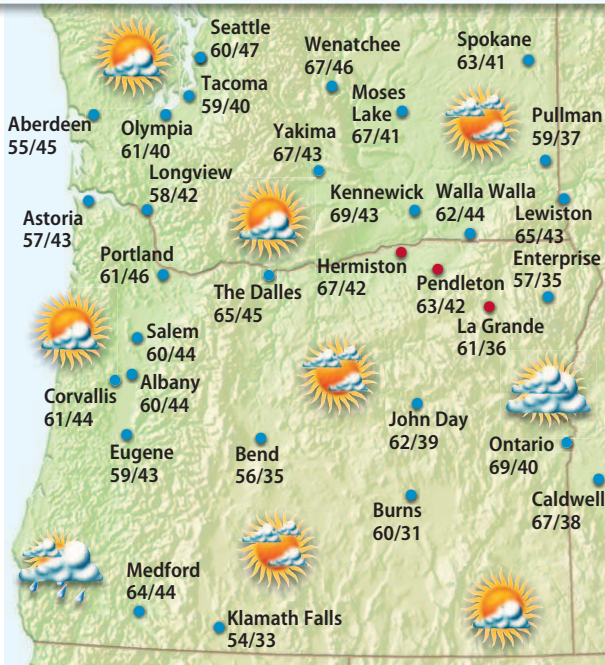 Seattle
60/47
Wenatchee
67/46
Spokane
63/41
Tacoma
59/40
Moses
Lake
67/41
Pullman
59/37
Aberdeen
55/45
Olympia
61/40
Yakima
67/43
Longview
58/42
Kennewick
69/43
Walla Walla
62/44
Lewiston
65/43
Astoria
57/43
Portland
61/46
The Dalles
65/45
Hermiston
67/42
Pendleton
63/42
Enterprise
57/35
La Grande
61/36
Salem
60/44
Albany
60/44
Corvallis
61/44
John Day
62/39
Eugene
59/43
Bend
56/35
Ontario
69/40
Burns
60/31
Caldwell
67/38
Medford
64/44
Klamath Falls
54/33